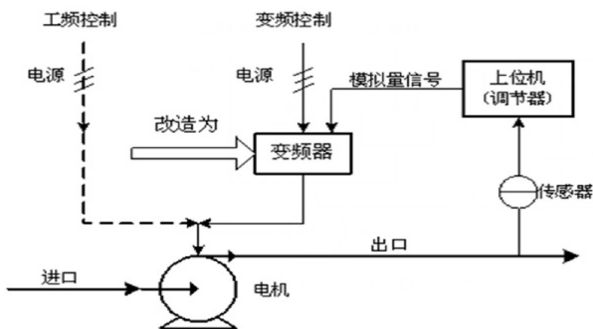 工频控制
变频控制
电源
电源
模拟量信号
上位机
(调节器)
改造为
变频器
传感器
出口
进口
电机